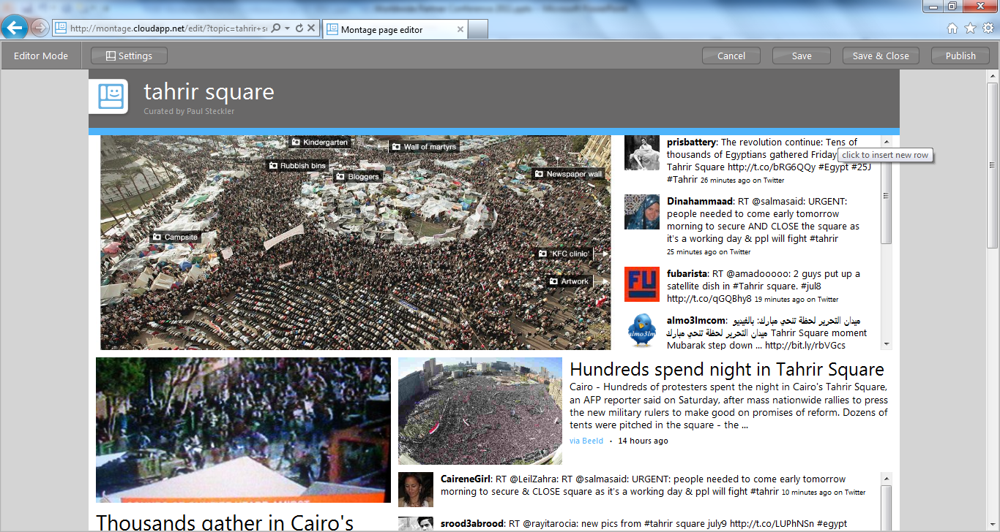 http://montage.cloudapp.net/edit/?topic=tahrir+s
Montage page editor
Editor Mode
Settings
Cancel
Save
Save & Close
Publish
tahrir square
Curated by Paul Steckler
Kindergarten
Wall of martyrs
Rubbish bins
Bloggers
Newspaper wall
Campsite
'KFC clinic'
Artwork
prisbattery: The revolution continue: Tens of
thousands of Egyptians gathered Friday
click to insert new row
Tahrir Square http://t.co/bRG6QQy #Egypt #25J
#Tahrir 26 minutes ago on Twitter
Dinahammaad: RT @salmasaid: URGENT:
people needed to come early tomorrow
morning to secure AND CLOSE the square as
it's a working day & ppl will fight #tahrir
25 minutes ago on Twitter
FU
fubarista: RT @amadooooo: 2 guys put up a
satellite dish in #Tahrir square. #jul8
http://t.co/qGQBhy8 19 minutes ago on Twitter
almo3lm
almo3lmcom: ميدان التحرير لحظة تنحي مبارك: بالفيديو
ميدان التحرير لحظة تنحي مبارك Tahrir Square moment
Mubarak step down ... http://bit.ly/rbVGcs
Hundreds spend night in Tahrir Square
Cairo - Hundreds of protesters spent the night in Cairo's Tahrir Square,
an AFP reporter said on Saturday, after mass nationwide rallies to press
the new military rulers to make good on promises of reform. Dozens of
tents were pitched in the square - the ...
via Beeld • 14 hours ago
CaireneGirl: RT @LeilZahra: RT @salmasaid: URGENT: people needed to come early tomorrow
morning to secure & CLOSE square as it's a working day & ppl will fight #tahrir 10 minutes ago on Twitter
Thousands gather in Cairo's
srood3abrood: RT @rayitarocia: new pics from #tahrir square july9 http://t.co/LUPhNSn #egypt